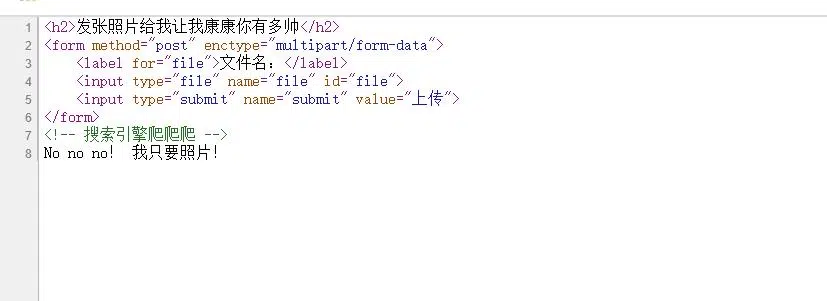 1 <h2>发张照片给我让我康康你有多帅</h2>
2 <form method="post" enctype="multipart/form-data">
3 <label for="file">文件名：</label>
4 <input type="file" name="file" id="file">
5 <input type="submit" name="submit" value="上传">
6 </form>
7 <!-- 搜索引擎爬爬爬 -->
8 No no no! 我只要照片!